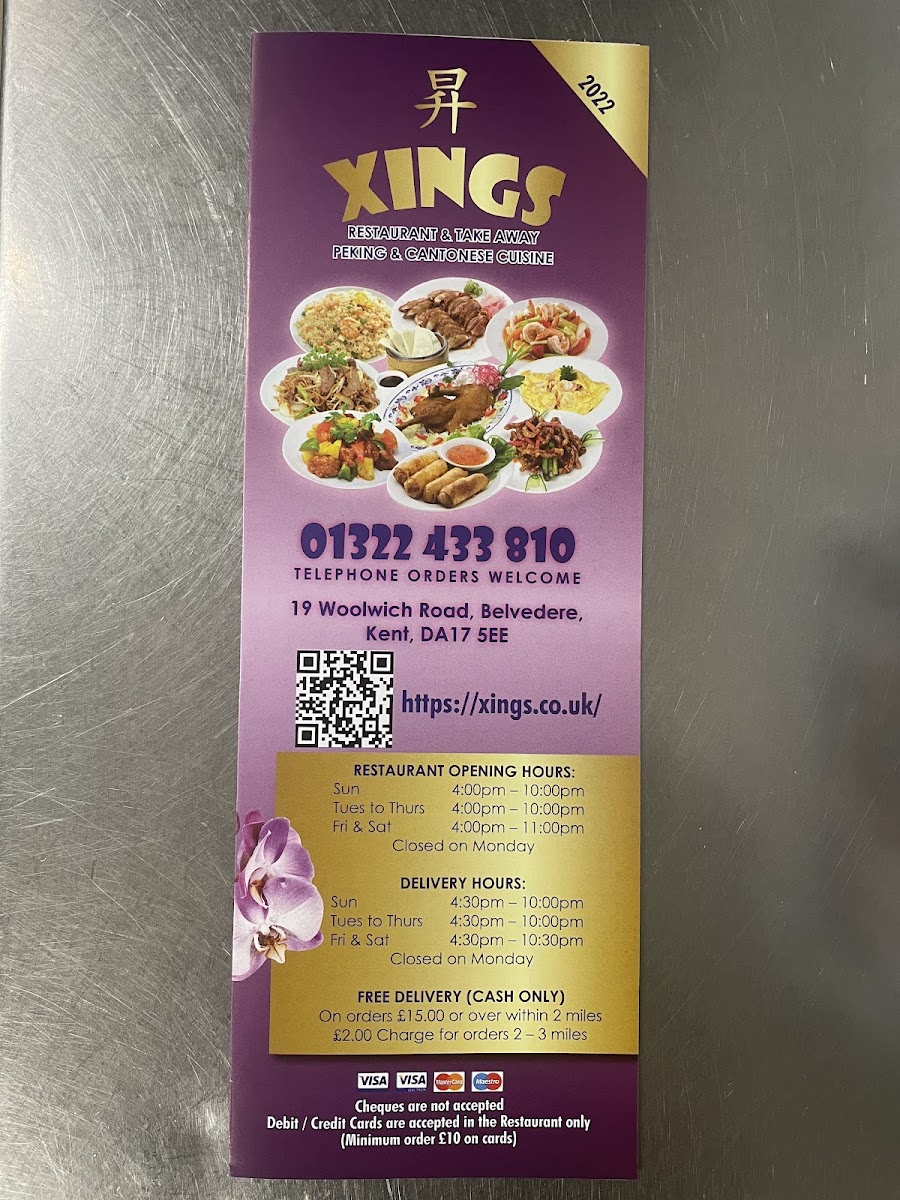 2022
昇
XINGS
RESTAURANT & TAKE AWAY
PEKING & CANTONESE CUISINE
01322 433 810
TELEPHONE ORDERS WELCOME
19 Woolwich Road, Belvedere,
Kent, DA17 5EE
https://xings.co.uk/
RESTAURANT OPENING HOURS:
Sun 4:00pm – 10:00pm
Tues to Thurs 4:00pm – 10:00pm
Fri & Sat 4:00pm – 11:00pm
Closed on Monday
DELIVERY HOURS:
Sun 4:30pm – 10:00pm
Tues to Thurs 4:30pm – 10:00pm
Fri & Sat 4:30pm – 10:30pm
Closed on Monday
FREE DELIVERY (CASH ONLY)
On orders £15.00 or over within 2 miles
£2.00 Charge for orders 2 – 3 miles
VISA VISA MasterCard Maestro
Cheques are not accepted
Debit / Credit Cards are accepted in the Restaurant only
(Minimum order £10 on cards)